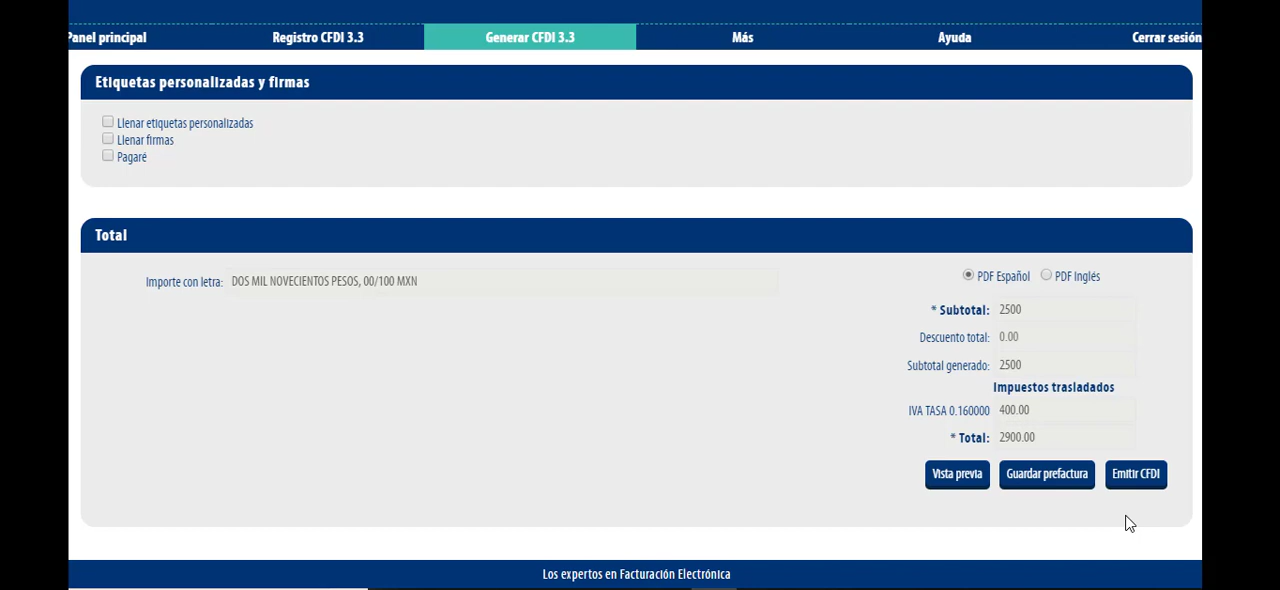 Panel principal
Registro CFDI 3.3
Generar CFDI 3.3
Más
Ayuda
Cerrar sesión
Etiquetas personalizadas y firmas
Llenar etiquetas personalizadas
Llenar firmas
Pagaré
Total
Importe con letra: DOS MIL NOVECIENTOS PESOS, 00/100 MXN
PDF Español PDF Inglés
* Subtotal: 2500
Descuento total: 0.00
Subtotal generado: 2500
Impuestos trasladados
IVA TASA 0.160000 400.00
* Total: 2900.00
Vista previa Guardar prefactura Emitir CFDI
Los expertos en Facturación Electrónica